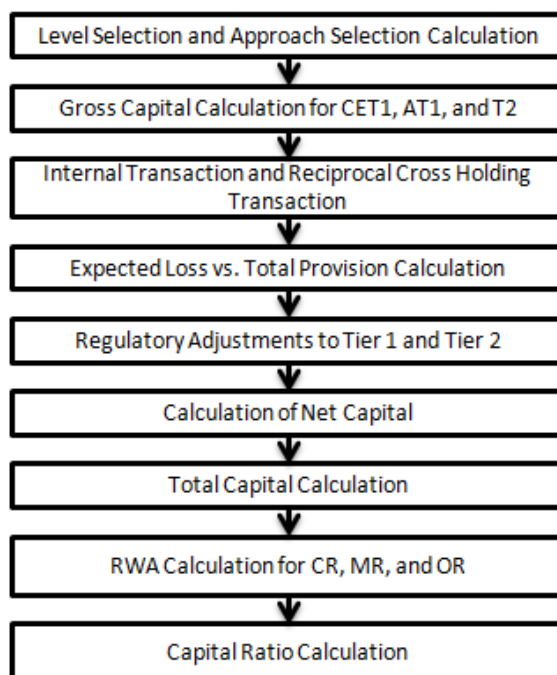 Level Selection and Approach Selection Calculation
Gross Capital Calculation for CET1, AT1, and T2
Internal Transaction and Reciprocal Cross Holding
Transaction
Expected Loss vs. Total Provision Calculation
Regulatory Adjustments to Tier 1 and Tier 2
Calculation of Net Capital
Total Capital Calculation
RWA Calculation for CR, MR, and OR
Capital Ratio Calculation